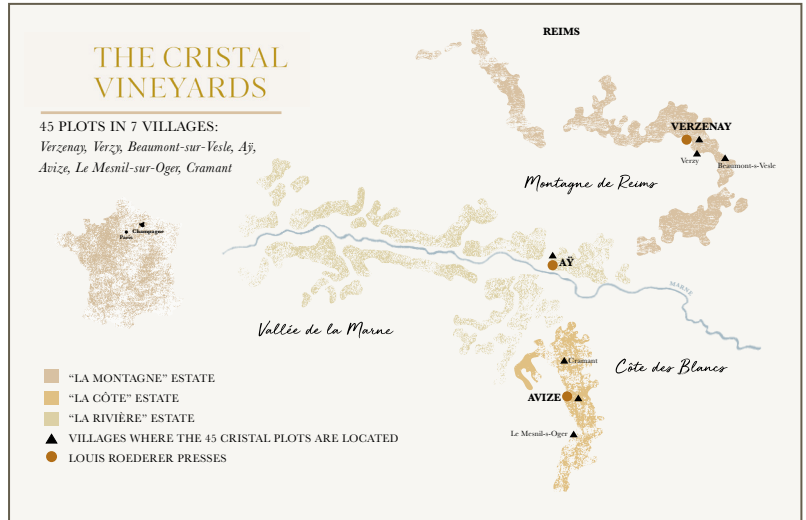 THE CRISTAL
VINEYARDS
45 PLOTS IN 7 VILLAGES:
Verzenay, Verzy, Beaumont-sur-Vesle, Aÿ,
Avize, Le Mesnil-sur-Oger, Cramant
REIMS
VERZENAY
Verzy
Beaumont-s-Vesle
Montagne de Reims
Champagne
Paris
AŸ
MARNE
Vallée de la Marne
Cramant
Côte des Blancs
AVIZE
Le Mesnil-s-Oger
"LA MONTAGNE" ESTATE
"LA CÔTE" ESTATE
"LA RIVIÈRE" ESTATE
VILLAGES WHERE THE 45 CRISTAL PLOTS ARE LOCATED
LOUIS ROEDERER PRESSES